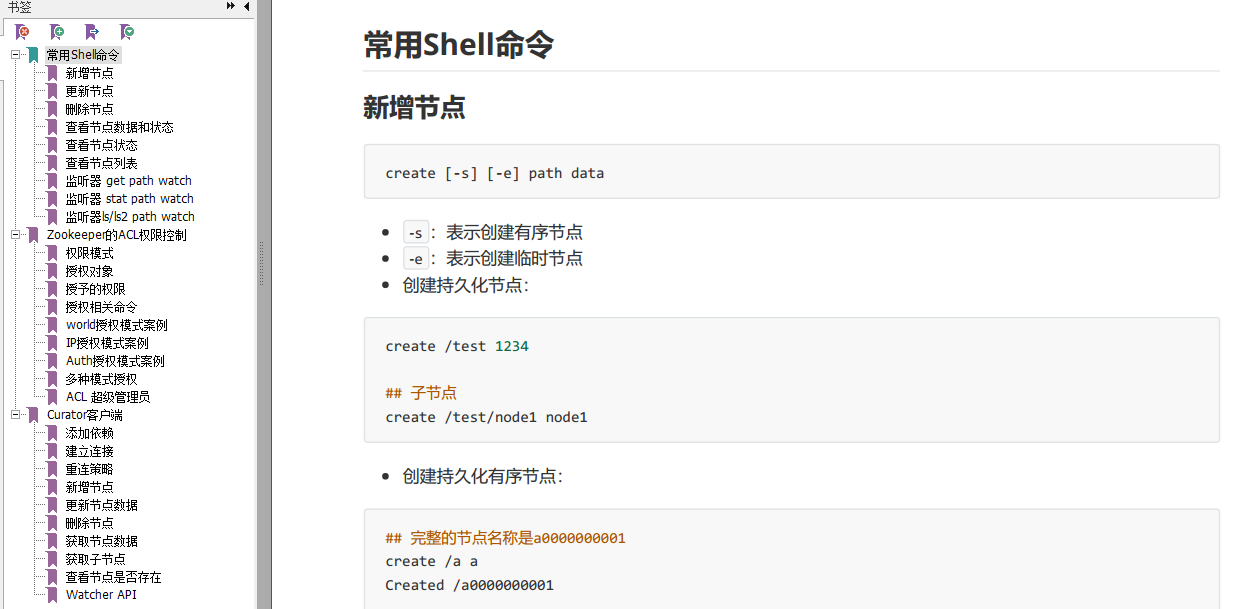 书签
常用Shell命令
新增节点
更新节点
删除节点
查看节点数据和状态
查看节点状态
查看节点列表
监听器 get path watch
监听器 stat path watch
监听器ls/ls2 path watch
Zookeeper的ACL权限控制
权限模式
授权对象
授予的权限
授权相关命令
world授权模式案例
IP授权模式案例
Auth授权模式案例
多种模式授权
ACL 超级管理员
Curator客户端
添加依赖
建立连接
重连策略
新增节点
更新节点数据
删除节点
获取节点数据
获取子节点
查看节点是否存在
Watcher API
常用Shell命令
新增节点
create [-s] [-e] path data
-s：表示创建有序节点
-e：表示创建临时节点
创建持久化节点：
create /test 1234
## 子节点
create /test/node1 node1
创建持久化有序节点：
## 完整的节点名称是a0000000001
create /a a
Created /a0000000001